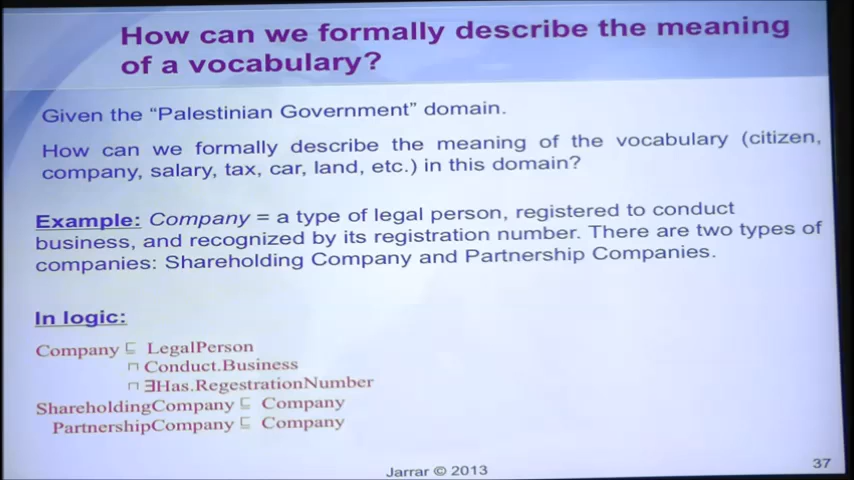 How can we formally describe the meaning
of a vocabulary?
Given the “Palestinian Government” domain.
How can we formally describe the meaning of the vocabulary (citizen,
company, salary, tax, car, land, etc.) in this domain?
Example: Company = a type of legal person, registered to conduct
business, and recognized by its registration number. There are two types of
companies: Shareholding Company and Partnership Companies.
In logic:
Company ⊑ LegalPerson
⊓ Conduct.Business
⊓ ∃Has.RegestrationNumber
ShareholdingCompany ⊑ Company
PartnershipCompany ⊑ Company
Jarrar © 2013
37